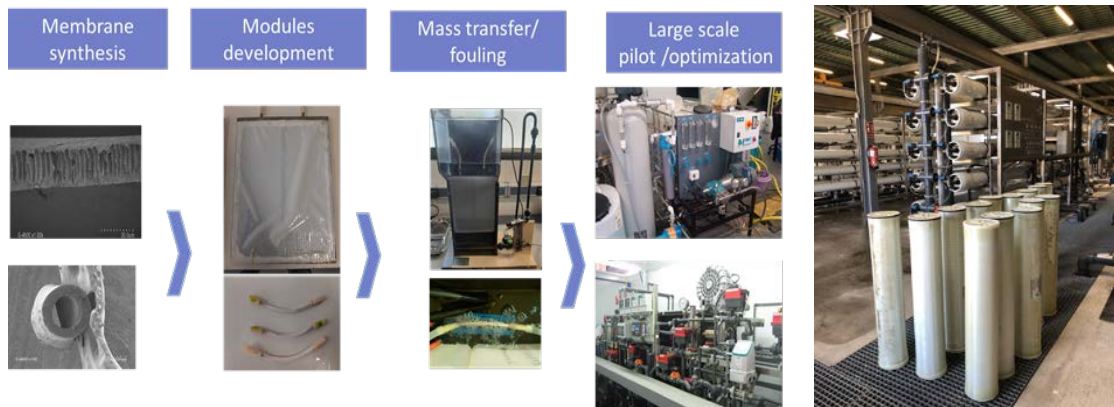 Membrane
synthesis
Modules
development
Mass transfer/
fouling
Large scale
pilot /optimization